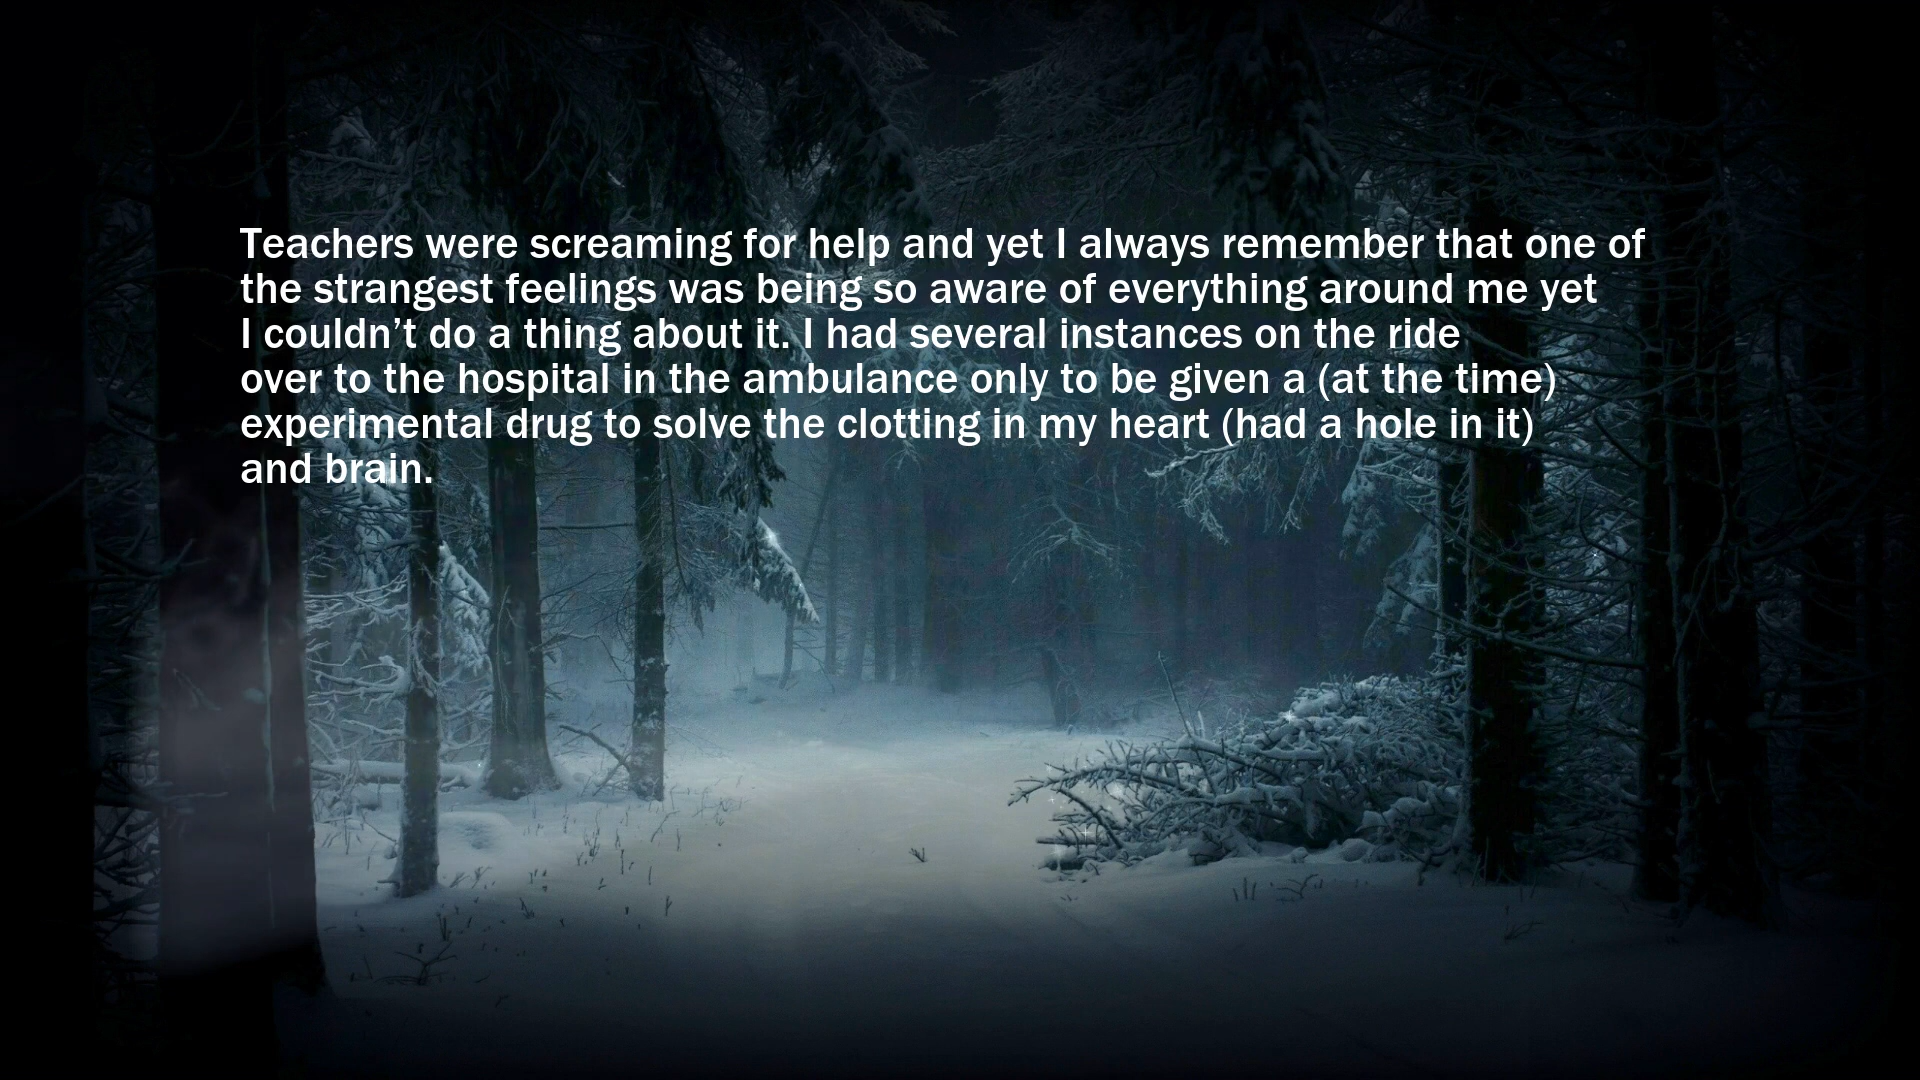 Teachers were screaming for help and yet I always remember that one of
the strangest feelings was being so aware of everything around me yet
I couldn’t do a thing about it. I had several instances on the ride
over to the hospital in the ambulance only to be given a (at the time)
experimental drug to solve the clotting in my heart (had a hole in it)
and brain.